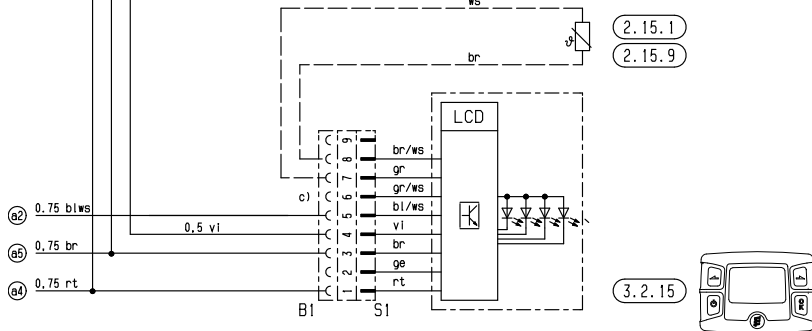 ws
2.15.1
ϑ
2.15.9
br
LCD
9
br/ws
8
gr
7
c)
gr/ws
6
bl/ws
a2 0.75 blws
5
vi
0,5 vi
4
br
a5 0,75 br
3
ge
2
rt
a4 0,75 rt
1
3.2.15
B1
S1